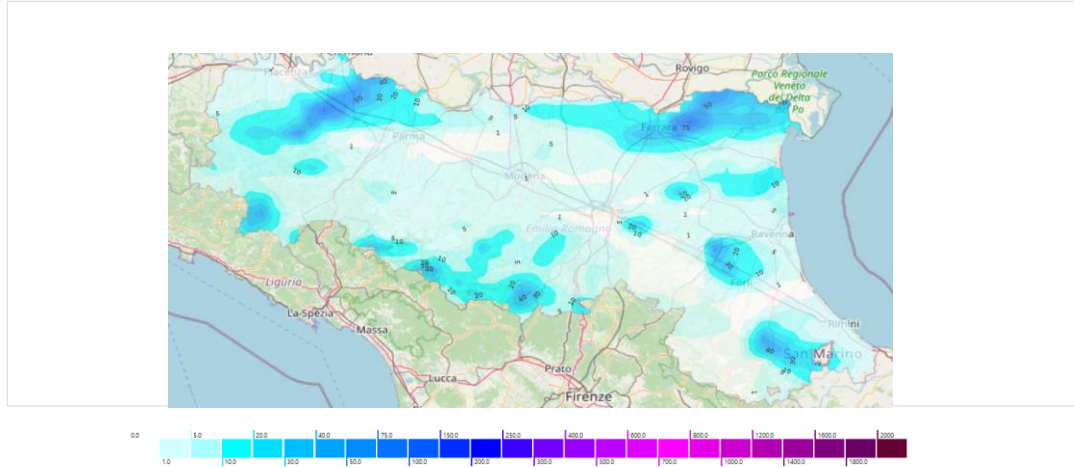 Piacenza
Rovigo
Parco Regionale
Veneto
del Delta
del Po
Parma
Ferrara
Modena
Emilia-Romagna
Ravenna
Forlì
Liguria
La Spezia
Massa
Rimini
San Marino
Lucca
Prato
Firenze
0.0 5.0 20.0 40.0 75.0 150.0 250.0 400.0 600.0 800.0 1200.0 1600.0 2000
1.0 10.0 30.0 50.0 100.0 200.0 300.0 500.0 700.0 1000.0 1400.0 1800.0